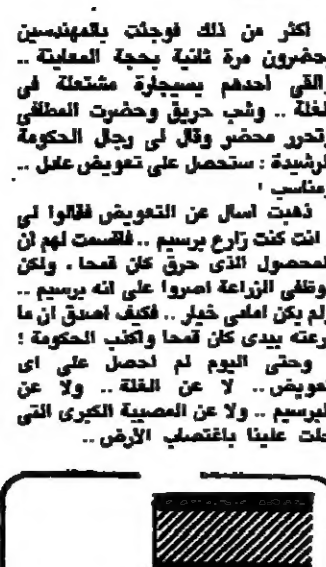 اكثر من ذلك فوجئت بالمهندسين
يحضرون مرة ثانية بحجة المعاينة ..
والقى احدهم بسيجارة مشتعلة فى
الغلة .. وشب حريق وحضرت المطافى
وتحرر محضر وقال لى رجال الحكومة
الرشيدة : ستحصل على تعويض عادل ..
ومناسب !
ذهبت اسال عن التعويض فقالوا لى
انت كنت زارع برسيم .. فاقسمت لهم ان
المحصول الذى حرق كان قمحا . ولكن
موظفى الزراعة اصروا على انه برسيم ..
ولم يكن امامى خيار .. فكيف اصدق ان ما
زرعته بيدى كان قمحا واكذب الحكومة !
وحتى اليوم لم احصل على اى
تعويض .. لا عن الغلة .. ولا عن
البرسيم .. ولا عن المصيبة الكبرى التى
حلت علينا باغتصاب الأرض ..